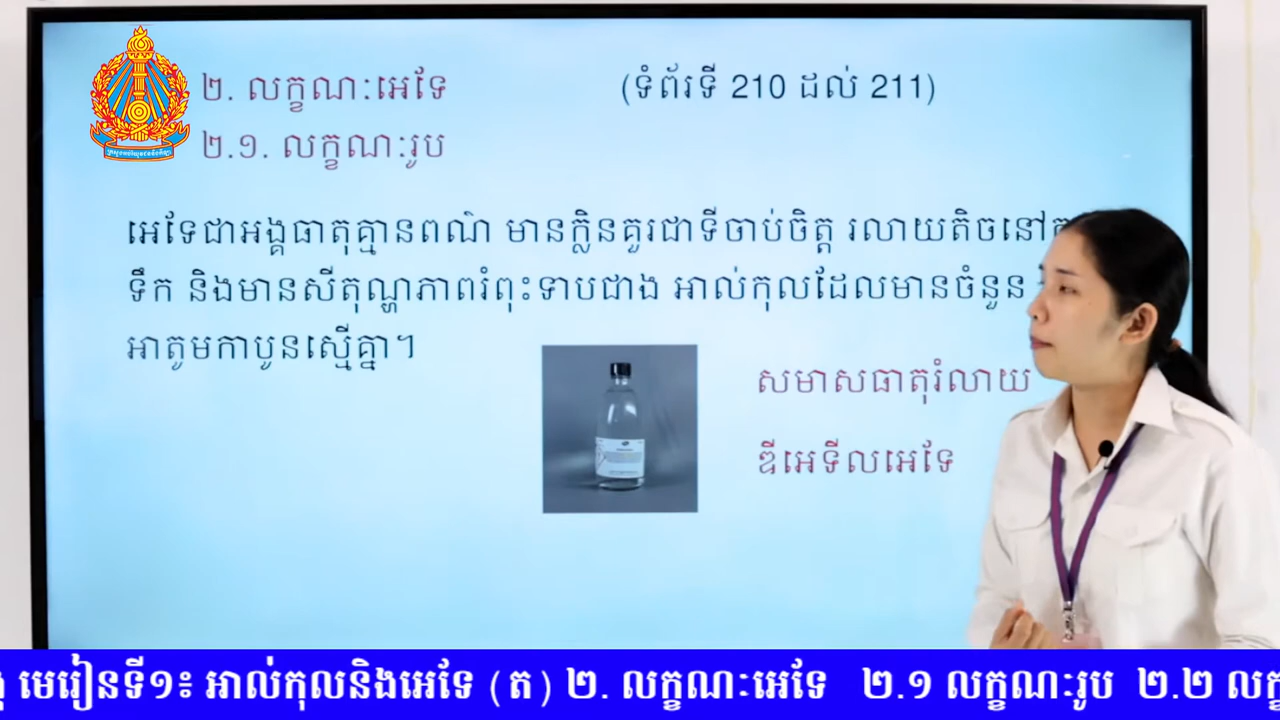 ២. លក្ខណៈអេទែ
(ទំព័រទី 210 ដល់ 211)
២.១. លក្ខណៈរូប
អេទែជាអង្គធាតុគ្មានពណ៌ មានក្លិនគួរជាទីចាប់ចិត្ត រលាយតិចនៅ
ទឹក និងមានសីតុណ្ហភាពរំពុះទាបជាង អាល់កុលដែលមានចំនួន
អាតូមកាបូនស្មើគ្នា។
សមាសធាតុរំលាយ
ឌីអេទីលអេទែ
មេរៀនទី១៖ អាល់កុលនិងអេទែ (ត) ២. លក្ខណៈអេទែ ២.១ លក្ខណៈរូប ២.២